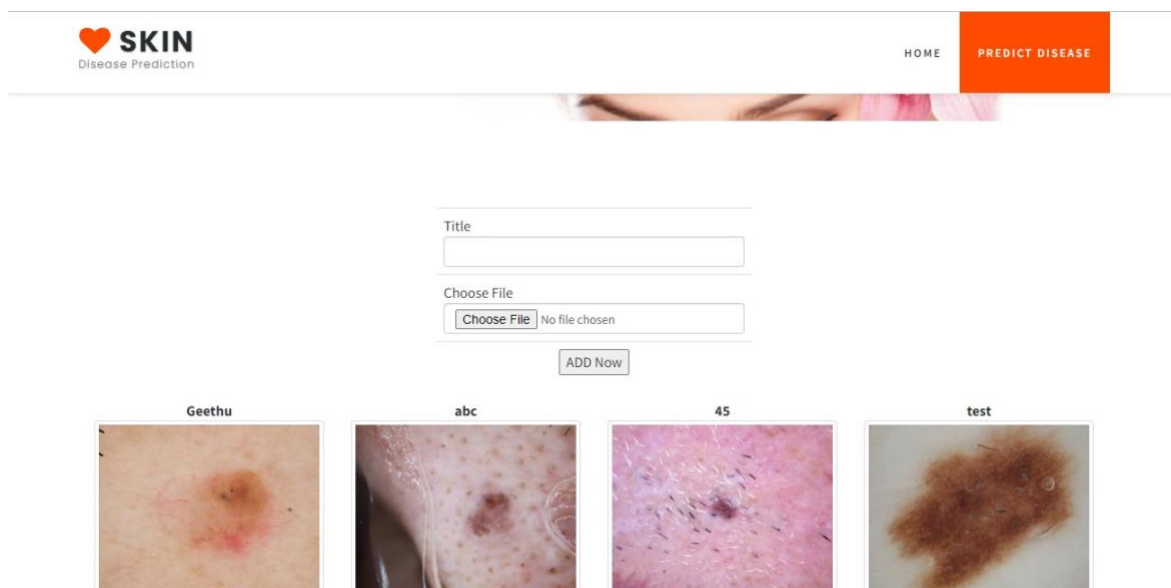 SKIN
Disease Prediction
HOME
PREDICT DISEASE
Title
Choose File
Choose File No file chosen
ADD Now
Geethu
abc
45
test